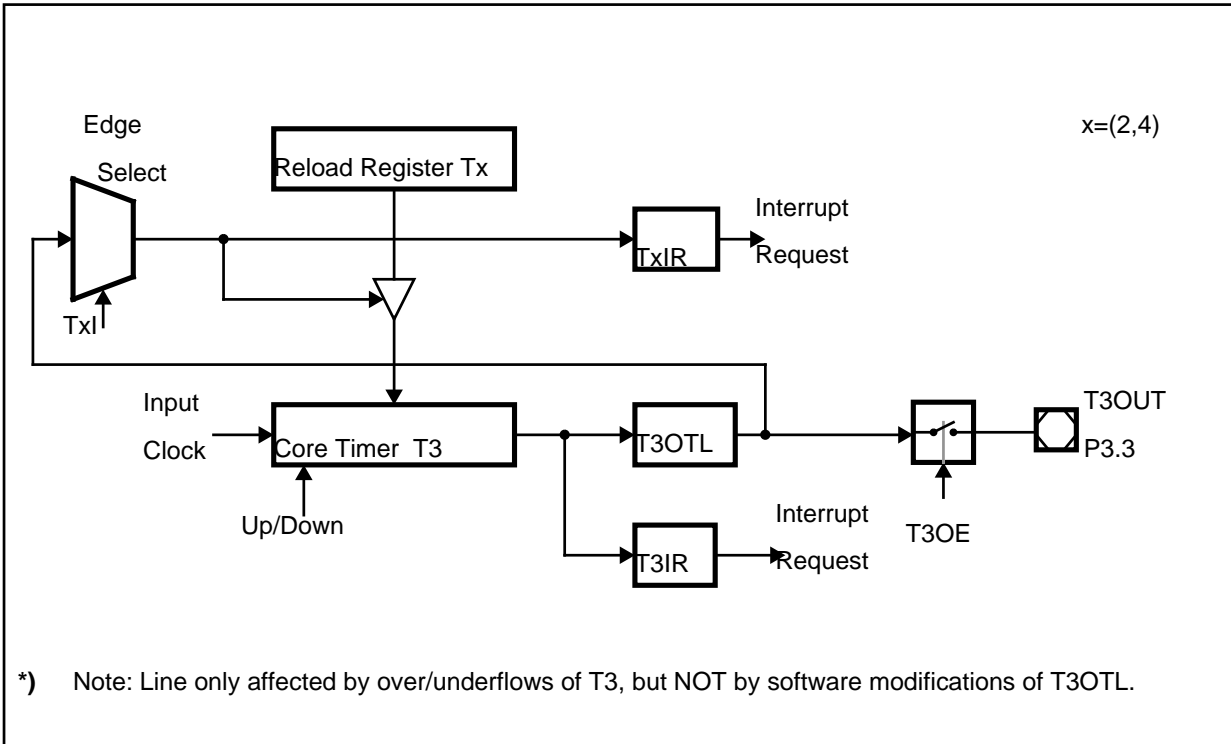 Edge
Select
x=(2,4)
Reload Register Tx
Interrupt
Request
TxIR
TxI
Input
Clock
Core Timer  T3
T3OTL
T3OUT
P3.3
Up/Down
Interrupt
Request
T3OE
T3IR
*) Note: Line only affected by over/underflows of T3, but NOT by software modifications of T3OTL.